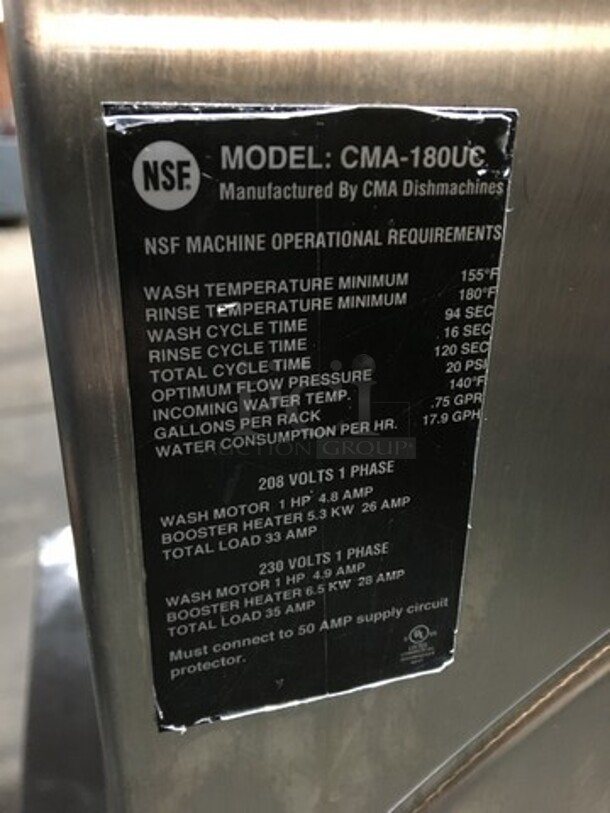 NSF.
MODEL: CMA-180UC
Manufactured By CMA Dishmachines
NSF MACHINE OPERATIONAL REQUIREMENTS
WASH TEMPERATURE MINIMUM 155°F
RINSE TEMPERATURE MINIMUM 180°F
WASH CYCLE TIME 94 SEC
RINSE CYCLE TIME 16 SEC
TOTAL CYCLE TIME 120 SEC
OPTIMUM FLOW PRESSURE 20 PSI
INCOMING WATER TEMP. 140°F
GALLONS PER RACK .75 GPR
WATER CONSUMPTION PER HR. 17.9 GPH
AUCTION GROUP
208 VOLTS 1 PHASE
WASH MOTOR 1 HP 4.8 AMP
BOOSTER HEATER 5.3 KW 26 AMP
TOTAL LOAD 33 AMP
230 VOLTS 1 PHASE
WASH MOTOR 1 HP 4.9 AMP
BOOSTER HEATER 6.5 KW 28 AMP
TOTAL LOAD 35 AMP
Must connect to 50 AMP supply circuit
protector.
UL